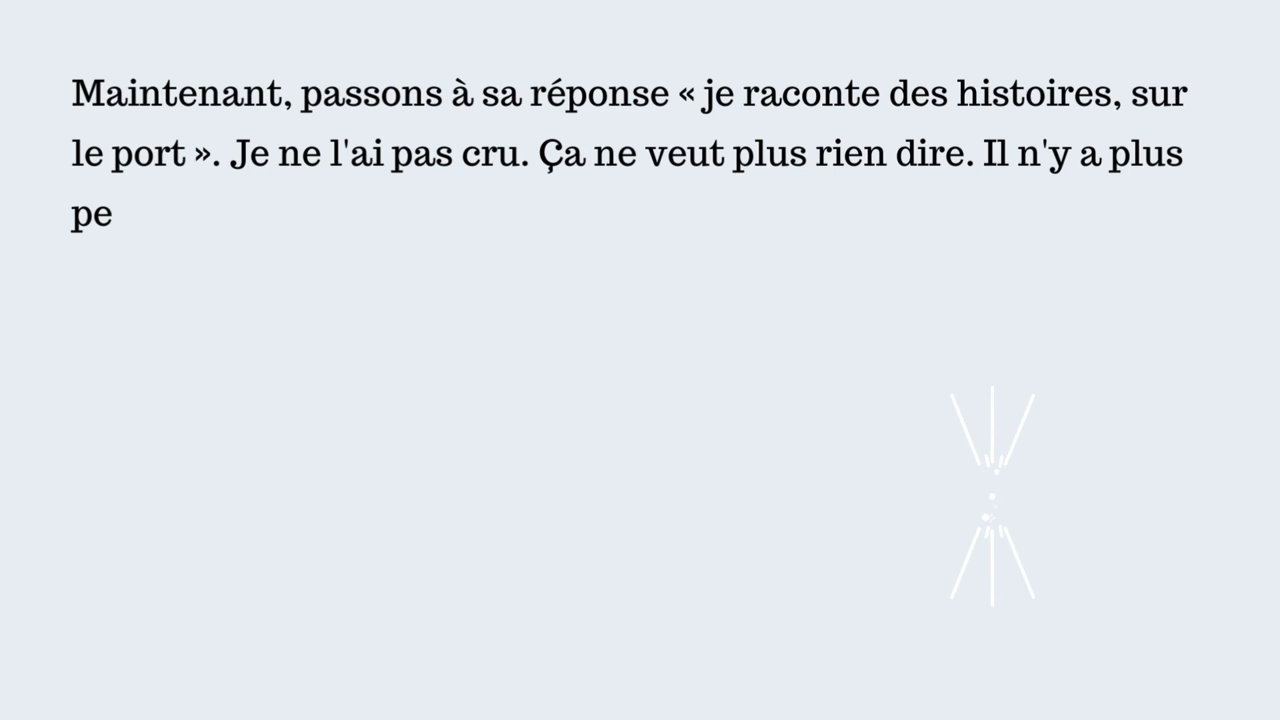 Maintenant, passons à sa réponse « je raconte des histoires, sur
le port ». Je ne l'ai pas cru. Ça ne veut plus rien dire. Il n'y a plus
pe